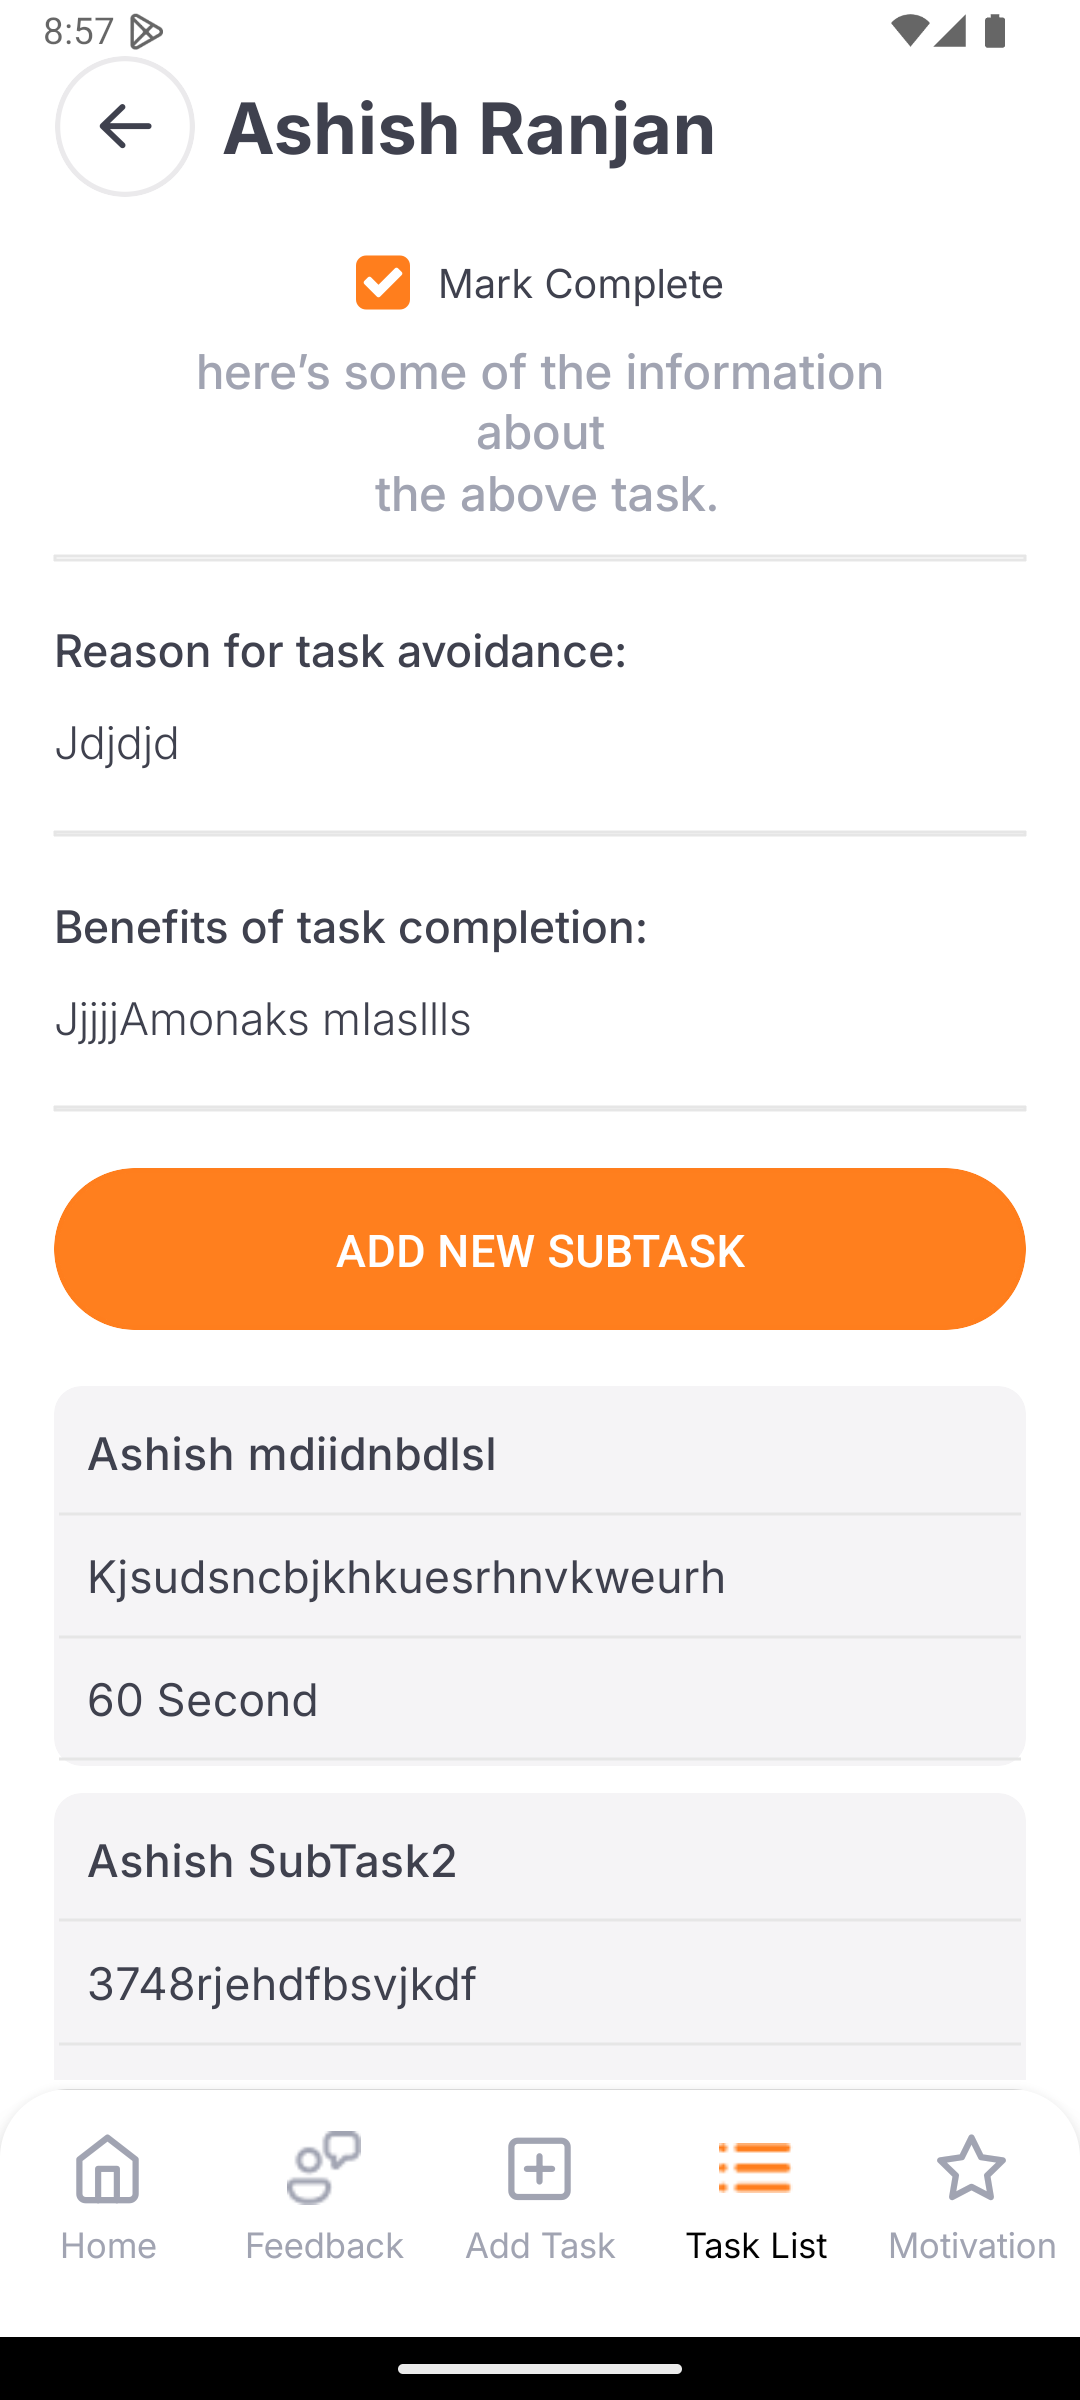 8:57
Ashish Ranjan
Mark Complete
here’s some of the information
about
the above task.
Reason for task avoidance:
Jdjdjd
Benefits of task completion:
JjjjjAmonaks mlasllls
ADD NEW SUBTASK
Ashish mdiidnbdlsl
Kjsudsncbjkhkuesrhnvkweurh
60 Second
Ashish SubTask2
3748rjehdfbsvjkdf
Home Feedback Add Task Task List Motivation